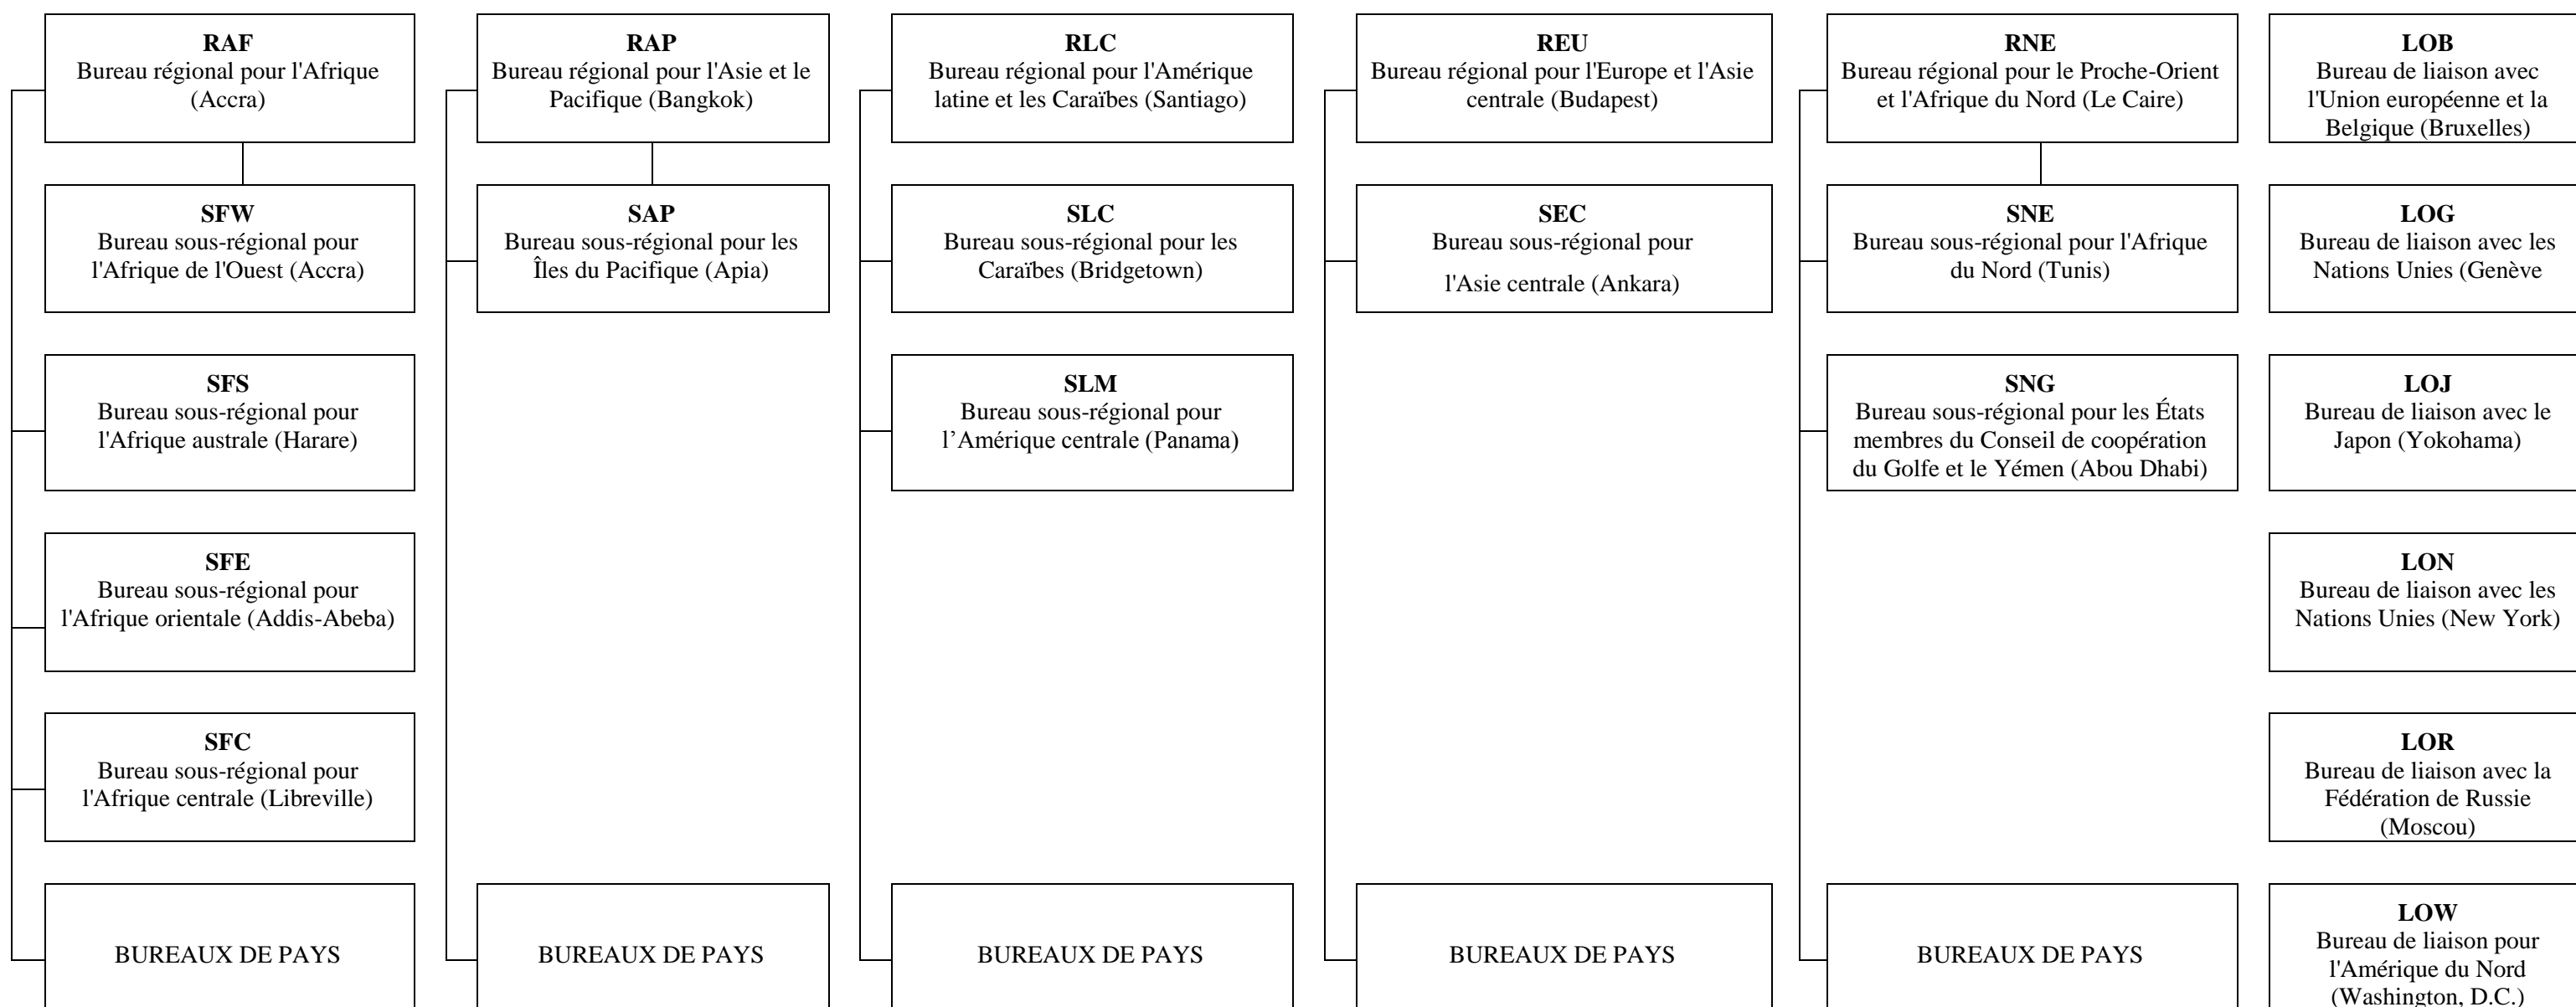 RAF
Bureau régional pour l'Afrique
(Accra)
SFW
Bureau sous-régional pour
l'Afrique de l'Ouest (Accra)
SFS
Bureau sous-régional pour
l'Afrique australe (Harare)
SFE
Bureau sous-régional pour
l'Afrique orientale (Addis-Abeba)
SFC
Bureau sous-régional pour
l'Afrique centrale (Libreville)
BUREAUX DE PAYS
RAP
Bureau régional pour l'Asie et le
Pacifique (Bangkok)
SAP
Bureau sous-régional pour les
Îles du Pacifique (Apia)
BUREAUX DE PAYS
RLC
Bureau régional pour l'Amérique
latine et les Caraïbes (Santiago)
SLC
Bureau sous-régional pour les
Caraïbes (Bridgetown)
SLM
Bureau sous-régional pour
l’Amérique centrale (Panama)
BUREAUX DE PAYS
REU
Bureau régional pour l'Europe et l'Asie
centrale (Budapest)
SEC
Bureau sous-régional pour
l'Asie centrale (Ankara)
BUREAUX DE PAYS
RNE
Bureau régional pour le Proche-Orient
et l'Afrique du Nord (Le Caire)
SNE
Bureau sous-régional pour l'Afrique
du Nord (Tunis)
SNG
Bureau sous-régional pour les États
membres du Conseil de coopération
du Golfe et le Yémen (Abou Dhabi)
BUREAUX DE PAYS
LOB
Bureau de liaison avec
l'Union européenne et la
Belgique (Bruxelles)
LOG
Bureau de liaison avec les
Nations Unies (Genève
LOJ
Bureau de liaison avec le
Japon (Yokohama)
LON
Bureau de liaison avec les
Nations Unies (New York)
LOR
Bureau de liaison avec la
Fédération de Russie
(Moscou)
LOW
Bureau de liaison pour
l'Amérique du Nord
(Washington, D.C.)